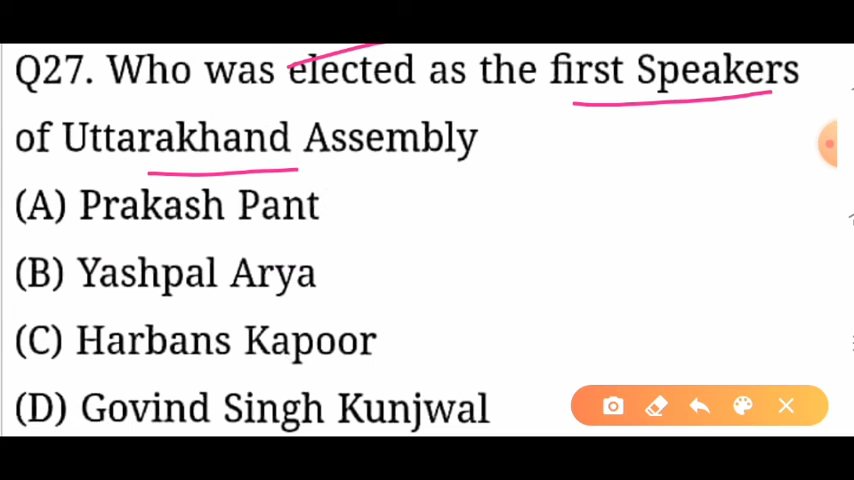 Q27. Who was elected as the first Speakers
of Uttarakhand Assembly
(A) Prakash Pant
(B) Yashpal Arya
(C) Harbans Kapoor
(D) Govind Singh Kunjwal